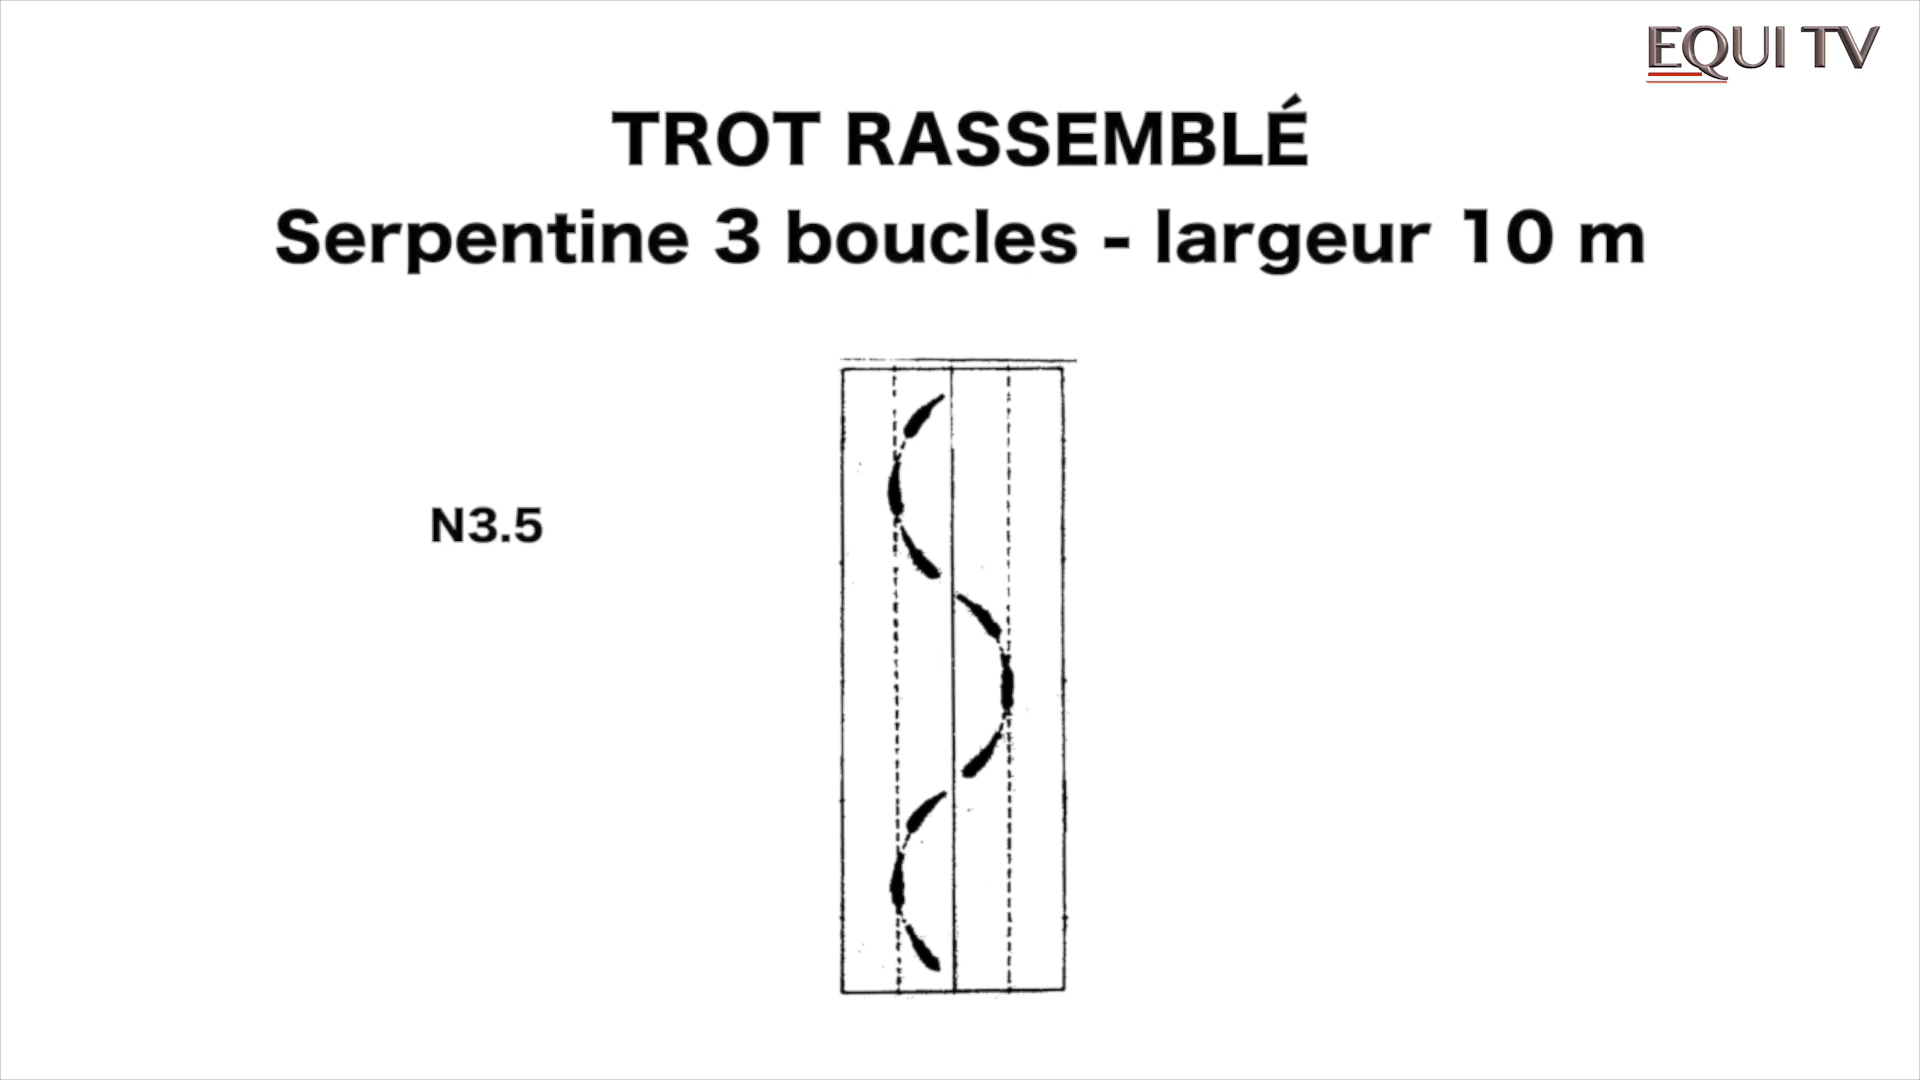 EQUI TV
TROT RASSEMBLÉ
Serpentine 3 boucles - largeur 10 m
N3.5